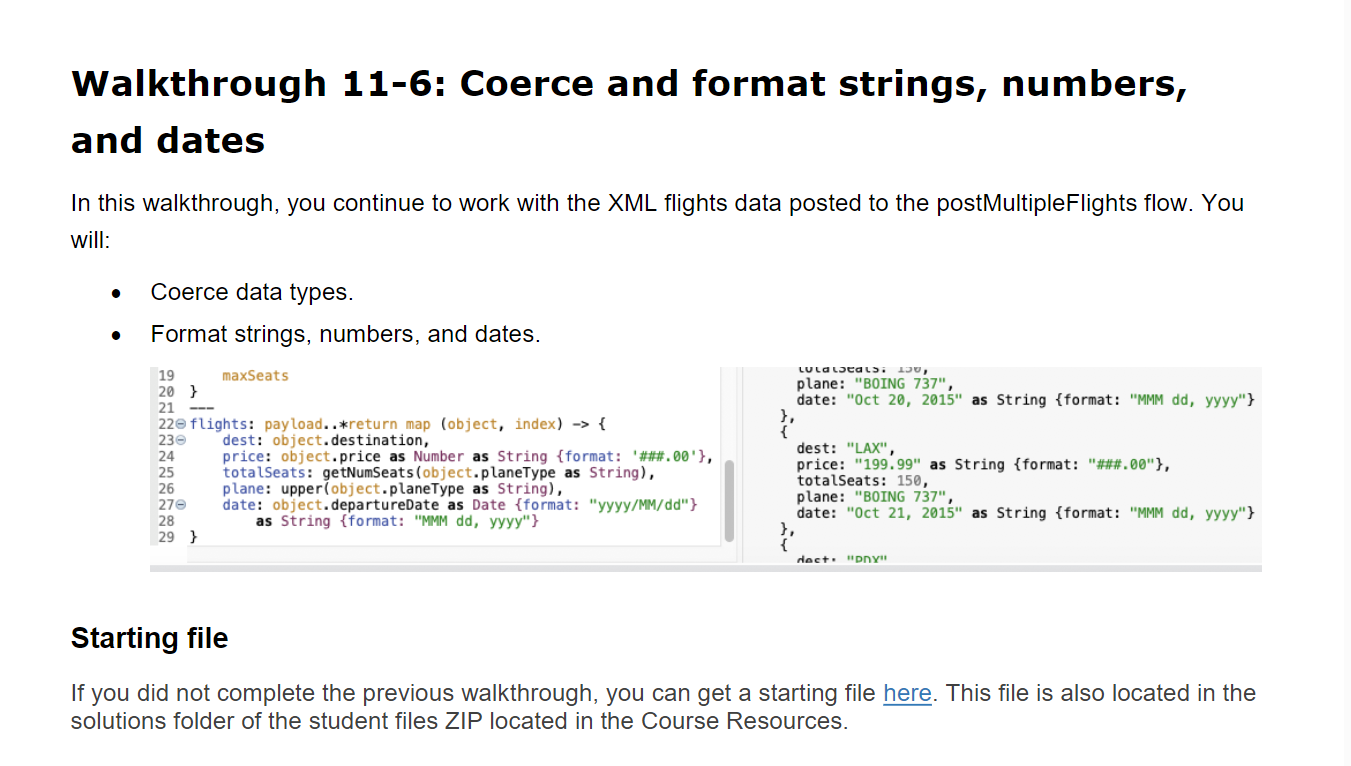 Walkthrough 11-6: Coerce and format strings, numbers,
and dates
In this walkthrough, you continue to work with the XML flights data posted to the postMultipleFlights flow. You
will:
• Coerce data types.
• Format strings, numbers, and dates.
19 maxSeats
20 }
21 ---
22 flights: payload..*return map (object, index) -> {
23 dest: object.destination,
24 price: object.price as Number as String {format: '###.00'},
25 totalSeats: getNumSeats(object.planeType as String),
26 plane: upper(object.planeType as String),
27 date: object.departureDate as Date {format: "yyyy/MM/dd"}
28 as String {format: "MMM dd, yyyy"}
29 }
totalSeats: 150,
plane: "BOING 737",
date: "Oct 20, 2015" as String {format: "MMM dd, yyyy"}
},
{
dest: "LAX",
price: "199.99" as String {format: "###.00"},
totalSeats: 150,
plane: "BOING 737",
date: "Oct 21, 2015" as String {format: "MMM dd, yyyy"}
},
{
dest: "PDX"
Starting file
If you did not complete the previous walkthrough, you can get a starting file here. This file is also located in the
solutions folder of the student files ZIP located in the Course Resources.